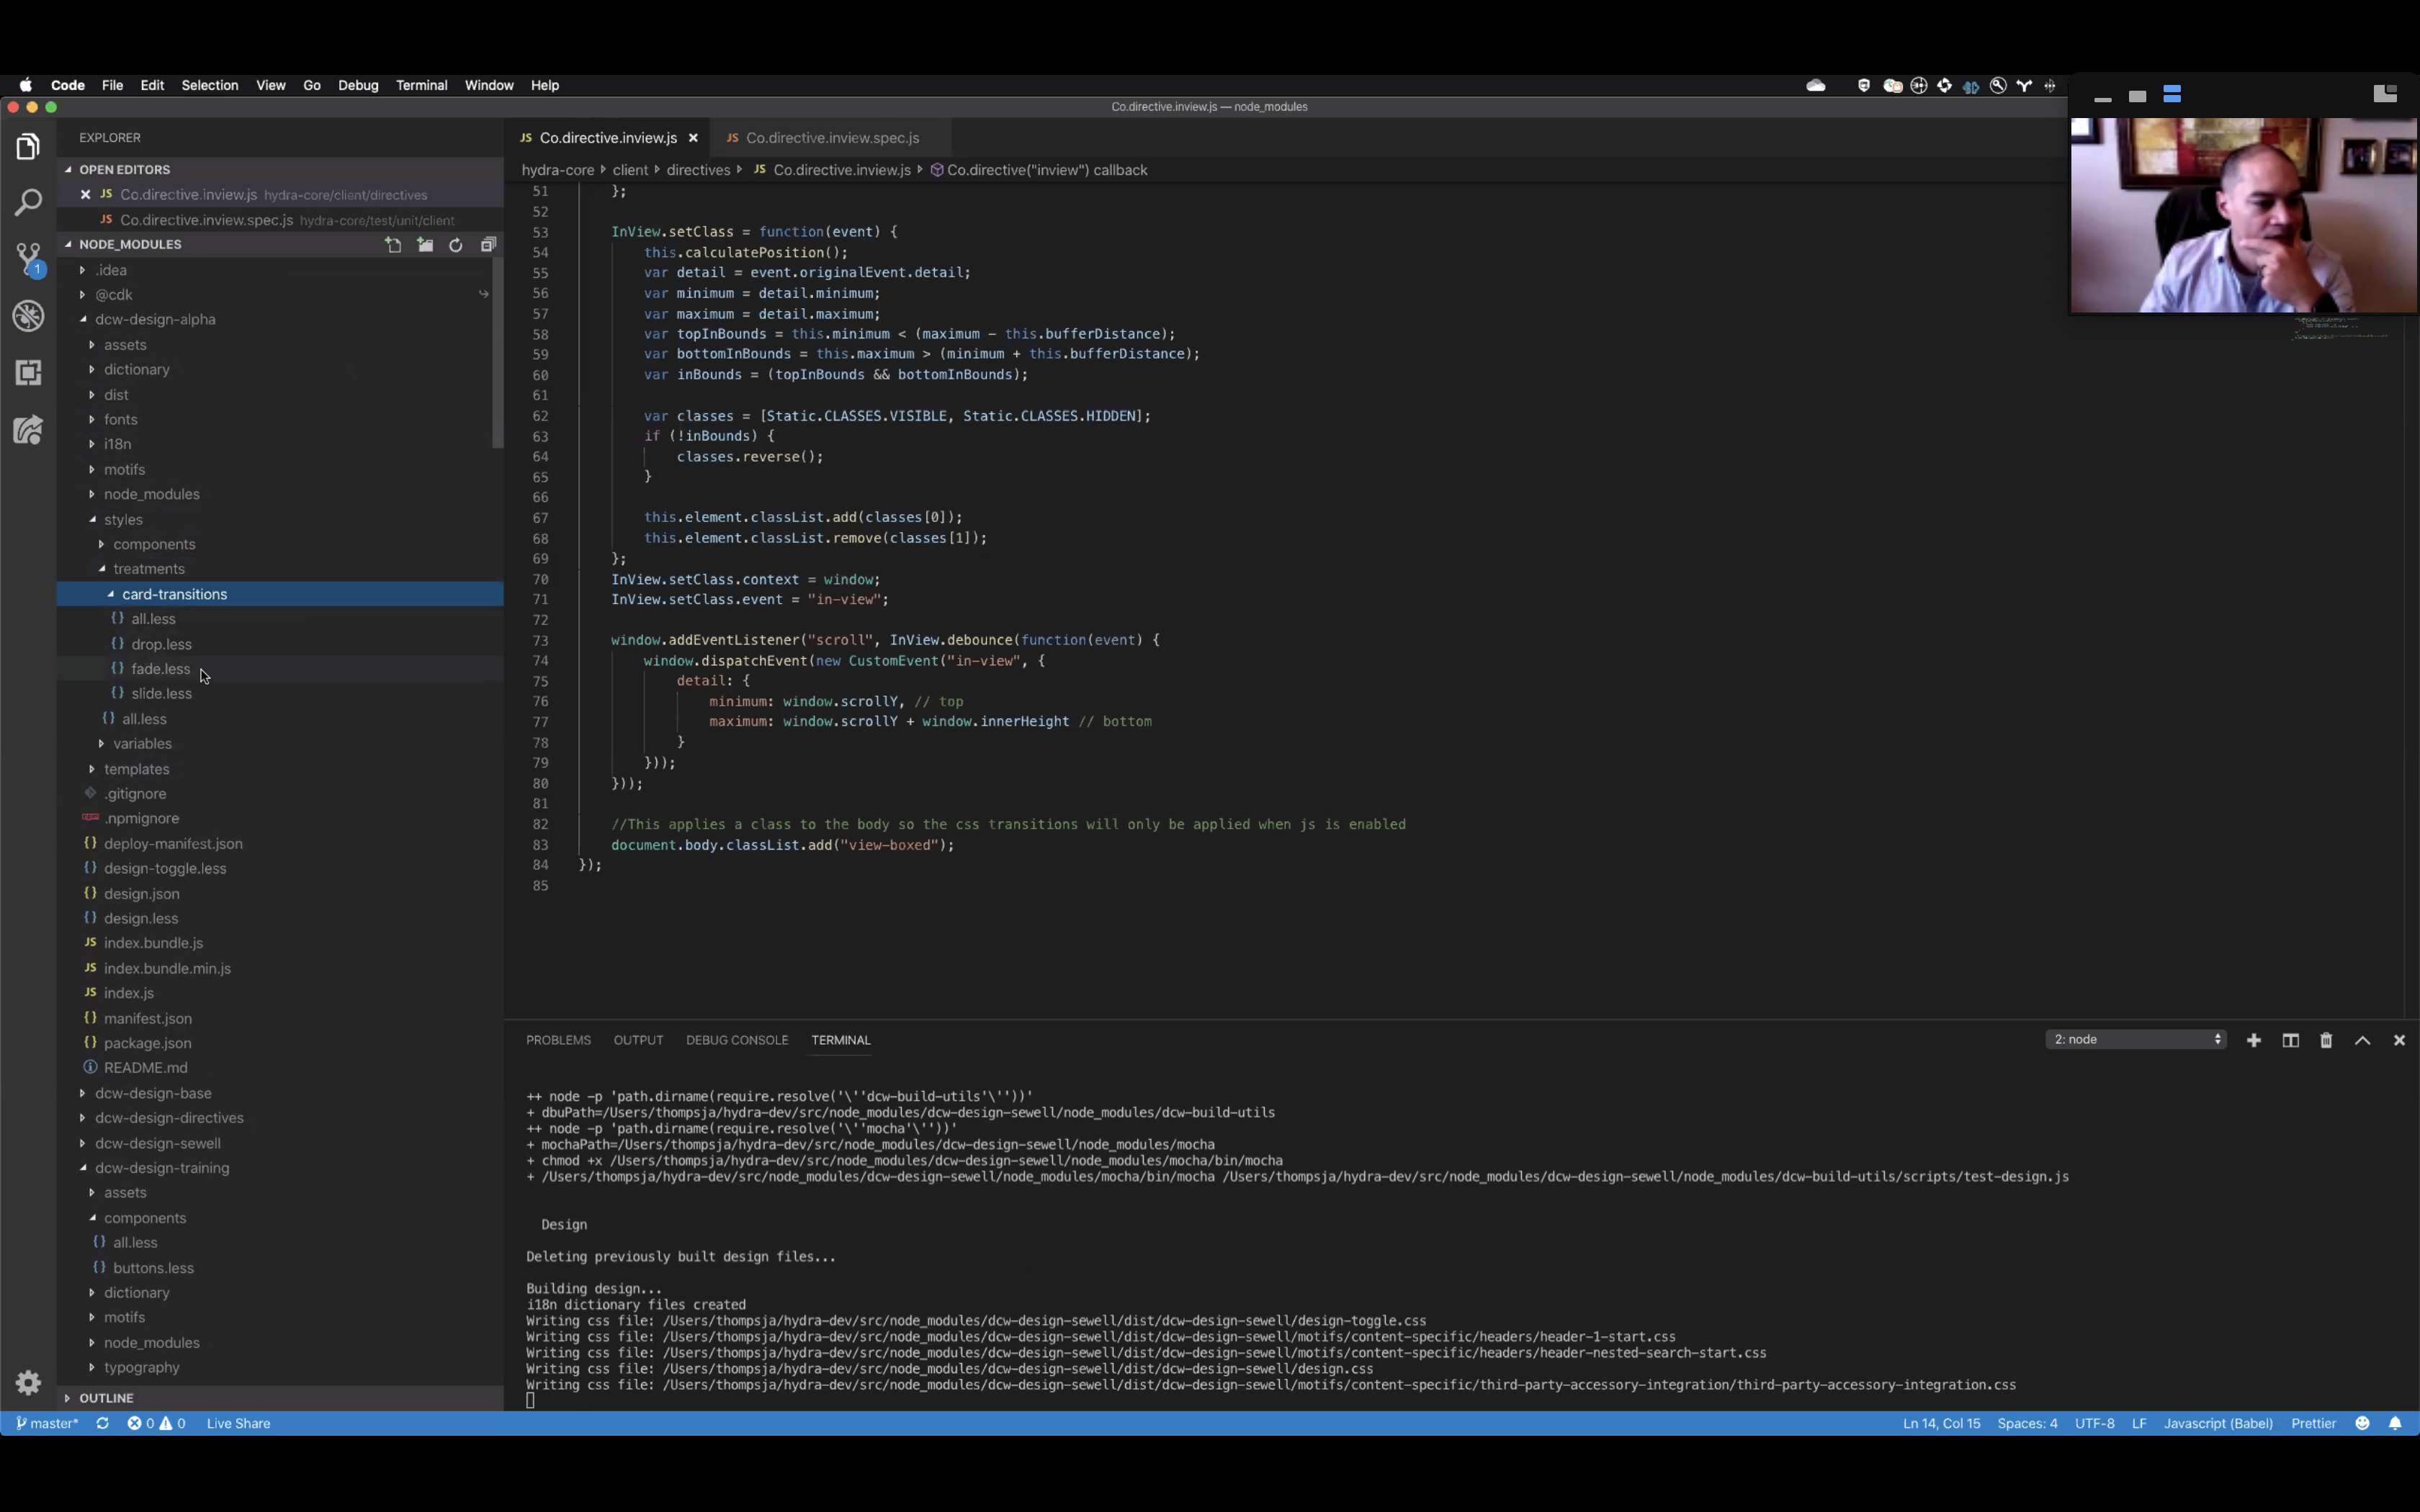 Code File Edit Selection View Go Debug Terminal Window Help
Co.directive.inview.js — node_modules
EXPLORER
OPEN EDITORS
JS Co.directive.inview.js hydra-core/client/directives
JS Co.directive.inview.spec.js hydra-core/test/unit/client
NODE_MODULES
.idea
@cdk
dcw-design-alpha
assets
dictionary
dist
fonts
i18n
motifs
node_modules
styles
components
treatments
card-transitions
{} all.less
{} drop.less
{} fade.less
{} slide.less
{} all.less
variables
templates
.gitignore
.npmignore
{} deploy-manifest.json
{} design-toggle.less
{} design.json
{} design.less
JS index.bundle.js
JS index.bundle.min.js
JS index.js
{} manifest.json
{} package.json
README.md
dcw-design-base
dcw-design-directives
dcw-design-sewell
dcw-design-training
assets
components
{} all.less
{} buttons.less
dictionary
motifs
node_modules
typography
OUTLINE
1
JS Co.directive.inview.js JS Co.directive.inview.spec.js
hydra-core client directives JS Co.directive.inview.js Co.directive("inview") callback
51 };
52
53 InView.setClass = function(event) {
54 this.calculatePosition();
55 var detail = event.originalEvent.detail;
56 var minimum = detail.minimum;
57 var maximum = detail.maximum;
58 var topInBounds = this.minimum < (maximum - this.bufferDistance);
59 var bottomInBounds = this.maximum > (minimum + this.bufferDistance);
60 var inBounds = (topInBounds && bottomInBounds);
61
62 var classes = [Static.CLASSES.VISIBLE, Static.CLASSES.HIDDEN];
63 if (!inBounds) {
64 classes.reverse();
65 }
66
67 this.element.classList.add(classes[0]);
68 this.element.classList.remove(classes[1]);
69 };
70 InView.setClass.context = window;
71 InView.setClass.event = "in-view";
72
73 window.addEventListener("scroll", InView.debounce(function(event) {
74 window.dispatchEvent(new CustomEvent("in-view", {
75 detail: {
76 minimum: window.scrollY, // top
77 maximum: window.scrollY + window.innerHeight // bottom
78 }
79 }));
80 }));
81
82 //This applies a class to the body so the css transitions will only be applied when js is enabled
83 document.body.classList.add("view-boxed");
84 });
85
PROBLEMS OUTPUT DEBUG CONSOLE TERMINAL 2: node
++ node -p 'path.dirname(require.resolve('\''dcw-build-utils'\''))'
+ dbuPath=/Users/thompsja/hydra-dev/src/node_modules/dcw-design-sewell/node_modules/dcw-build-utils
++ node -p 'path.dirname(require.resolve('\''mocha'\''))'
+ mochaPath=/Users/thompsja/hydra-dev/src/node_modules/dcw-design-sewell/node_modules/mocha
+ chmod +x /Users/thompsja/hydra-dev/src/node_modules/dcw-design-sewell/node_modules/mocha/bin/mocha
+ /Users/thompsja/hydra-dev/src/node_modules/dcw-design-sewell/node_modules/mocha/bin/mocha /Users/thompsja/hydra-dev/src/node_modules/dcw-design-sewell/node_modules/dcw-build-utils/scripts/test-design.js
Design
Deleting previously built design files...
Building design...
i18n dictionary files created
Writing css file: /Users/thompsja/hydra-dev/src/node_modules/dcw-design-sewell/dist/dcw-design-sewell/design-toggle.css
Writing css file: /Users/thompsja/hydra-dev/src/node_modules/dcw-design-sewell/dist/dcw-design-sewell/motifs/content-specific/headers/header-1-start.css
Writing css file: /Users/thompsja/hydra-dev/src/node_modules/dcw-design-sewell/dist/dcw-design-sewell/motifs/content-specific/headers/header-nested-search-start.css
Writing css file: /Users/thompsja/hydra-dev/src/node_modules/dcw-design-sewell/dist/dcw-design-sewell/design.css
Writing css file: /Users/thompsja/hydra-dev/src/node_modules/dcw-design-sewell/dist/dcw-design-sewell/motifs/content-specific/third-party-accessory-integration/third-party-accessory-integration.css
master* 0 0 Live Share Ln 14, Col 15 Spaces: 4 UTF-8 LF Javascript (Babel) Prettier